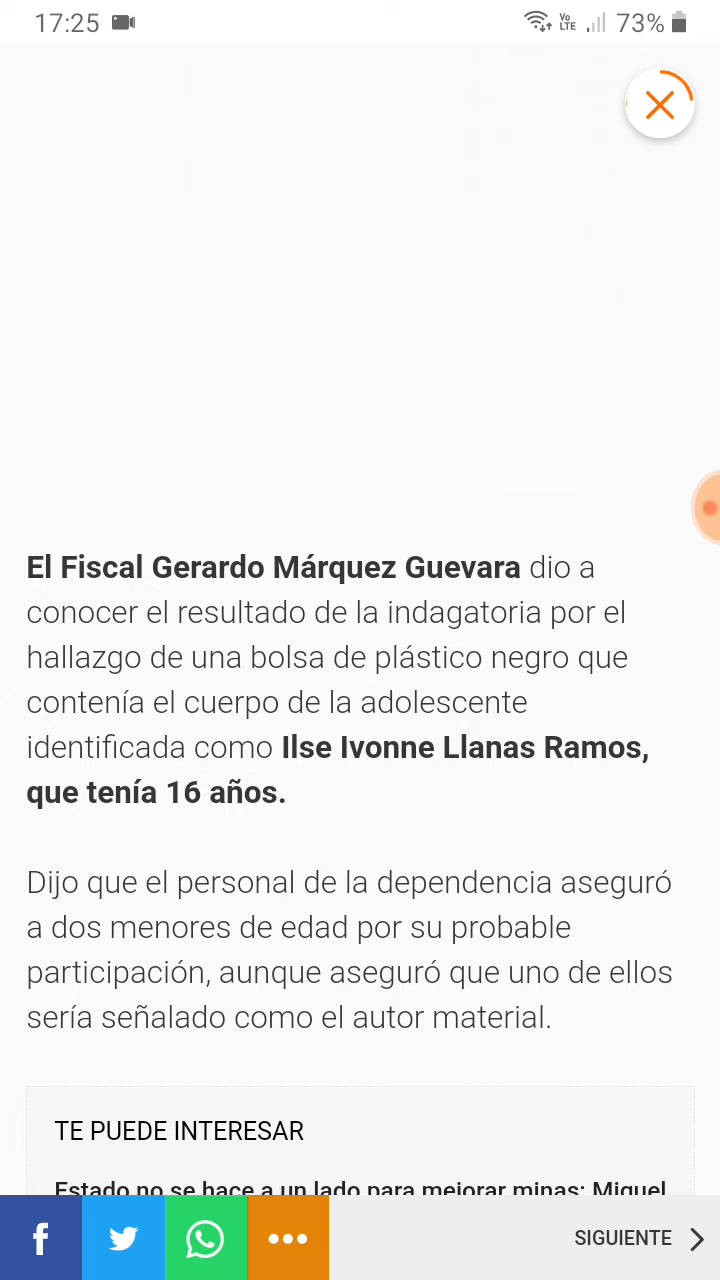 17:25
Vo LTE
73%
El Fiscal Gerardo Márquez Guevara dio a
conocer el resultado de la indagatoria por el
hallazgo de una bolsa de plástico negro que
contenía el cuerpo de la adolescente
identificada como Ilse Ivonne Llanas Ramos,
que tenía 16 años.
Dijo que el personal de la dependencia aseguró
a dos menores de edad por su probable
participación, aunque aseguró que uno de ellos
sería señalado como el autor material.
TE PUEDE INTERESAR
Estado no se hace a un lado para mejorar minas: Miguel
SIGUIENTE